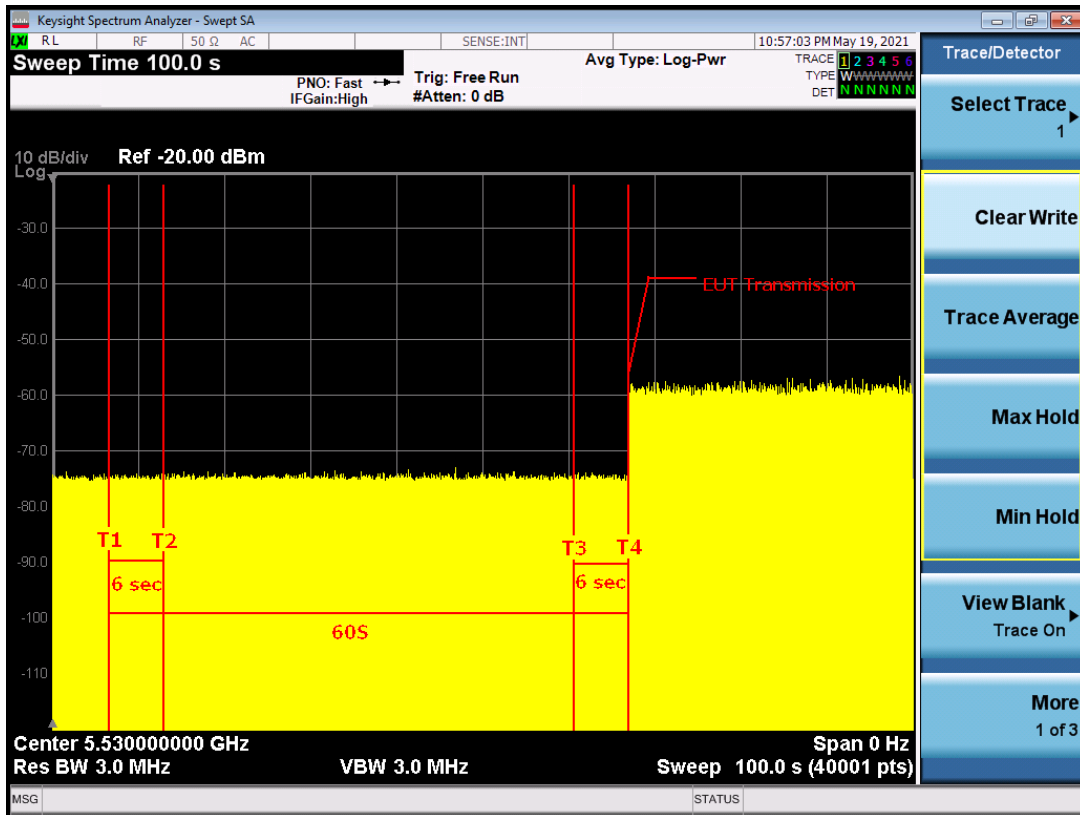 Keysight Spectrum Analyzer - Swept SA
LXI RL RF 50 Ω AC SENSE:INT 10:57:03 PM May 19, 2021
Sweep Time 100.0 s
PNO: Fast
IFGain:High
Trig: Free Run
#Atten: 0 dB
Avg Type: Log-Pwr
TRACE 1 2 3 4 5 6
TYPE WWWWWW
DET N N N N N N
10 dB/div Ref -20.00 dBm
Log
-30.0
-40.0
-50.0
-60.0
-70.0
-80.0
-90.0
-100
-110
EUT Transmission
T1 T2 T3 T4
6 sec 6 sec
60S
Center 5.530000000 GHz Span 0 Hz
Res BW 3.0 MHz VBW 3.0 MHz Sweep 100.0 s (40001 pts)
MSG STATUS
Trace/Detector
Select Trace
1
Clear Write
Trace Average
Max Hold
Min Hold
View Blank
Trace On
More
1 of 3